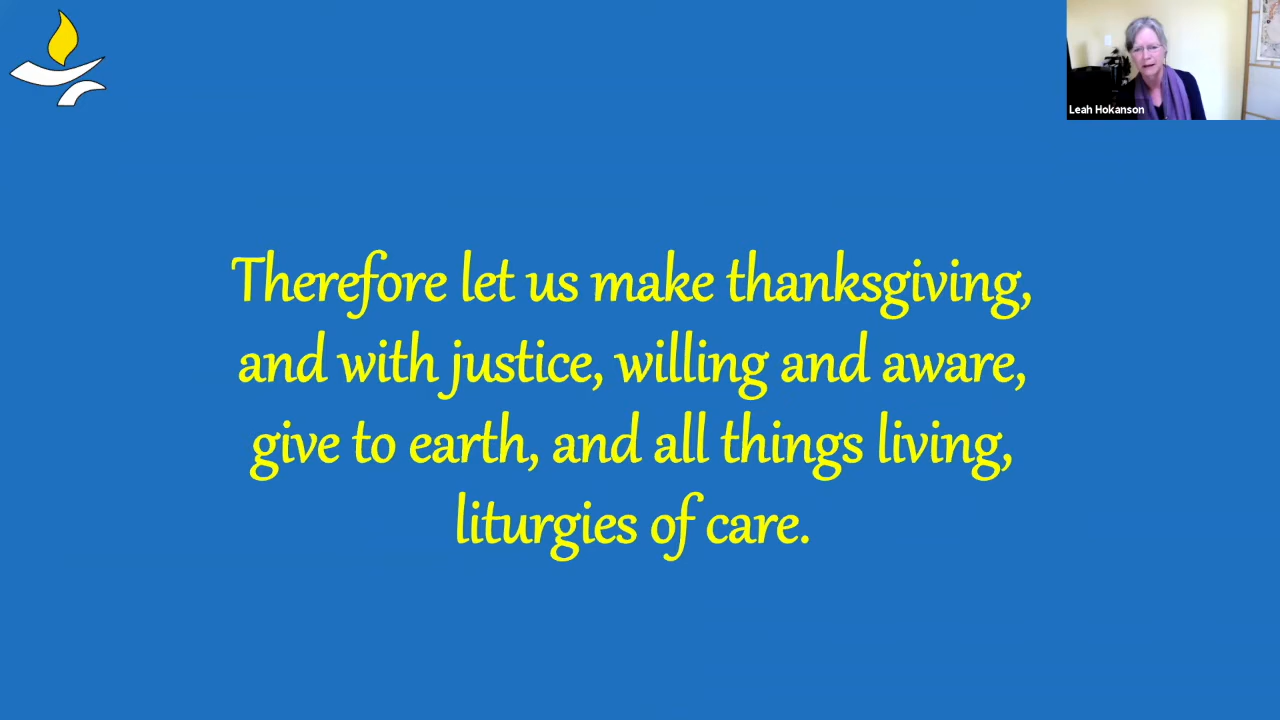 Leah Hokanson
Therefore let us make thanksgiving,
and with justice, willing and aware,
give to earth, and all things living,
liturgies of care.